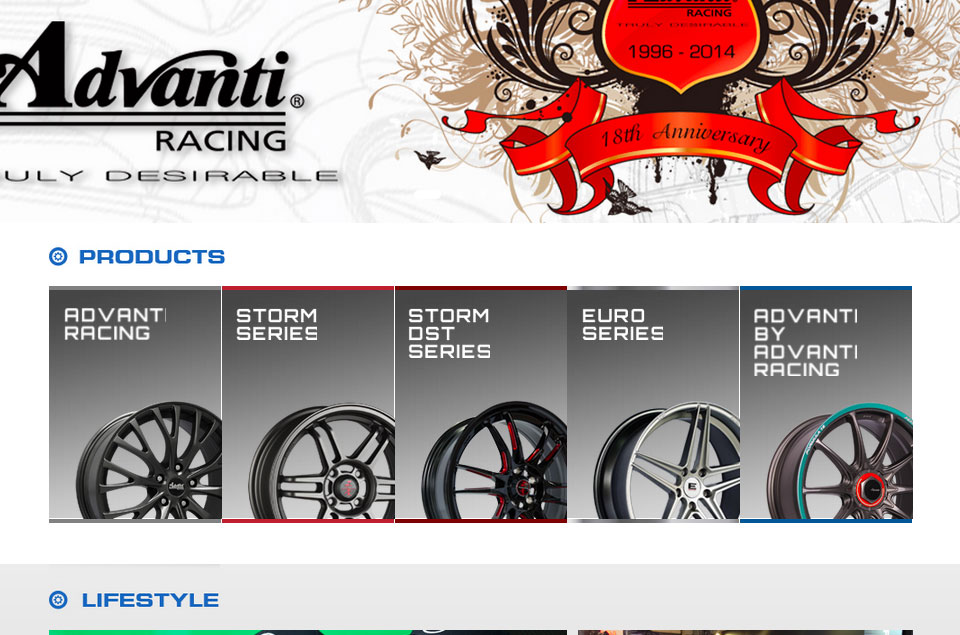 Advanti®
RACING
TRULY DESIRABLE
RACING
TRULY DESIRABLE
1996 - 2014
18th Anniversary
PRODUCTS
ADVANTI
RACING
STORM
SERIES
STORM
DST
SERIES
EURO
SERIES
ADVANTI
BY
ADVANTI
RACING
E
LIFESTYLE